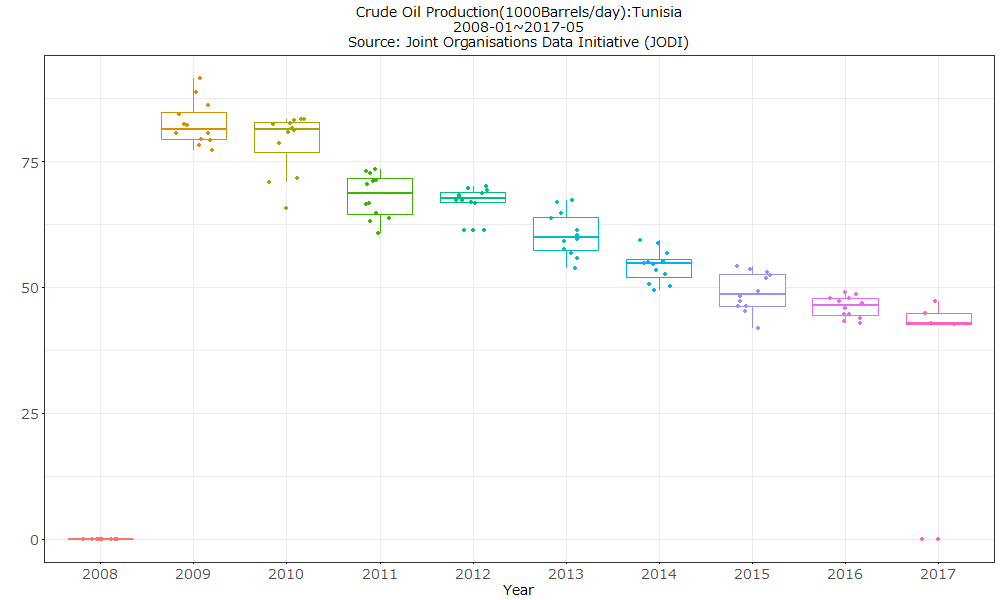 Crude Oil Production(1000Barrels/day):Tunisia
2008-01~2017-05
Source: Joint Organisations Data Initiative (JODI)
75
50
25
0
2008 2009 2010 2011 2012 2013 2014 2015 2016 2017
Year